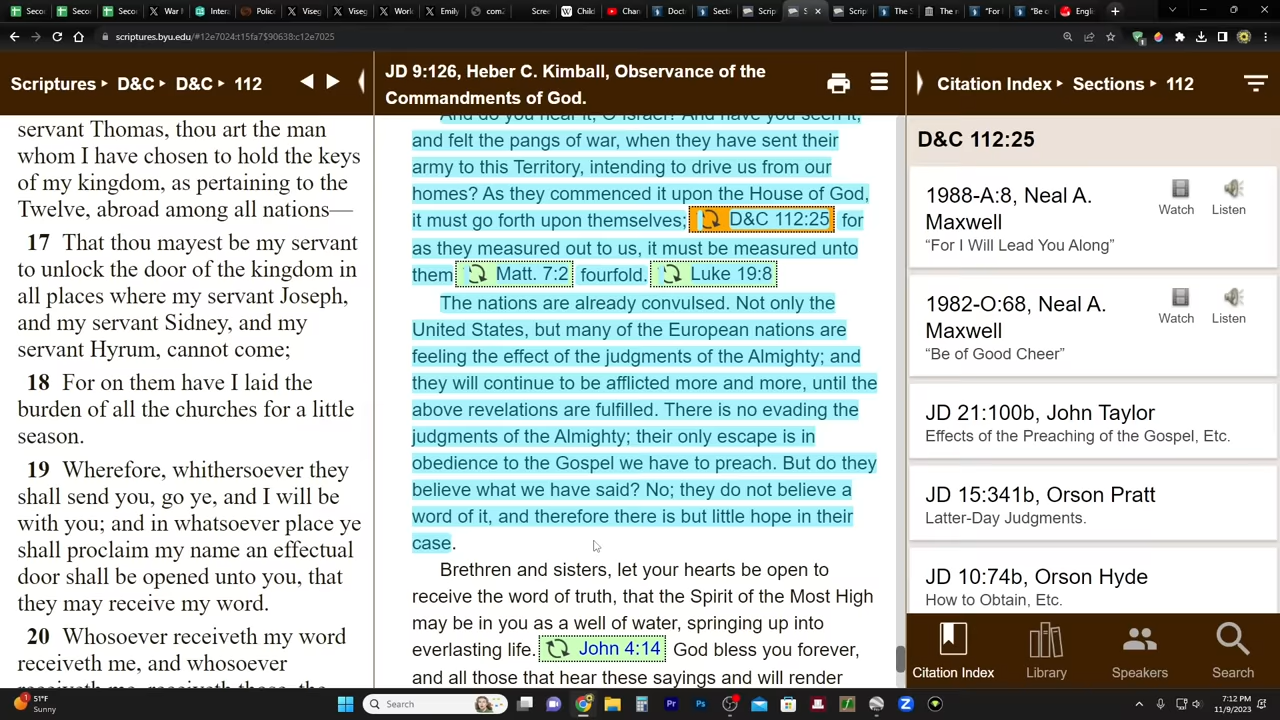 scriptures.byu.edu/#12e7024:t15fa7$90638:c12e7025
Scriptures ▸ D&C ▸ D&C ▸ 112
servant Thomas, thou art the man
whom I have chosen to hold the keys
of my kingdom, as pertaining to the
Twelve, abroad among all nations—
17 That thou mayest be my servant
to unlock the door of the kingdom in
all places where my servant Joseph,
and my servant Sidney, and my
servant Hyrum, cannot come;
18 For on them have I laid the
burden of all the churches for a little
season.
19 Wherefore, whithersoever they
shall send you, go ye, and I will be
with you; and in whatsoever place ye
shall proclaim my name an effectual
door shall be opened unto you, that
they may receive my word.
20 Whosoever receiveth my word
receiveth me, and whosoever
JD 9:126, Heber C. Kimball, Observance of the
Commandments of God.
And do you hear it, O Israel? And have you seen it,
and felt the pangs of war, when they have sent their
army to this Territory, intending to drive us from our
homes? As they commenced it upon the House of God,
it must go forth upon themselves; D&C 112:25 for
as they measured out to us, it must be measured unto
them Matt. 7:2 fourfold. Luke 19:8
The nations are already convulsed. Not only the
United States, but many of the European nations are
feeling the effect of the judgments of the Almighty; and
they will continue to be afflicted more and more, until the
above revelations are fulfilled. There is no evading the
judgments of the Almighty; their only escape is in
obedience to the Gospel we have to preach. But do they
believe what we have said? No; they do not believe a
word of it, and therefore there is but little hope in their
case.
Brethren and sisters, let your hearts be open to
receive the word of truth, that the Spirit of the Most High
may be in you as a well of water, springing up into
everlasting life. John 4:14 God bless you forever,
and all those that hear these sayings and will render
Citation Index ▸ Sections ▸ 112
D&C 112:25
1988-A:8, Neal A.
Maxwell
"For I Will Lead You Along"
Watch Listen
1982-O:68, Neal A.
Maxwell
"Be of Good Cheer"
Watch Listen
JD 21:100b, John Taylor
Effects of the Preaching of the Gospel, Etc.
JD 15:341b, Orson Pratt
Latter-Day Judgments.
JD 10:74b, Orson Hyde
How to Obtain, Etc.
Citation Index Library Speakers Search
51°F
Sunny
Search
7:12 PM
11/9/2023